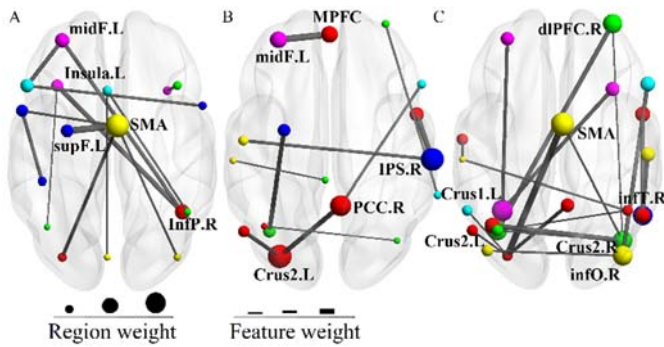 A
midF.L
Insula.L
SMA
supF.L
InfP.R
B
MPFC
midF.L
IPS.R
PCC.R
Crus2.L
C
dlPFC.R
SMA
Crus1.L
infT.R
Crus2.L
Crus2.R
infO.R
Region weight
Feature weight